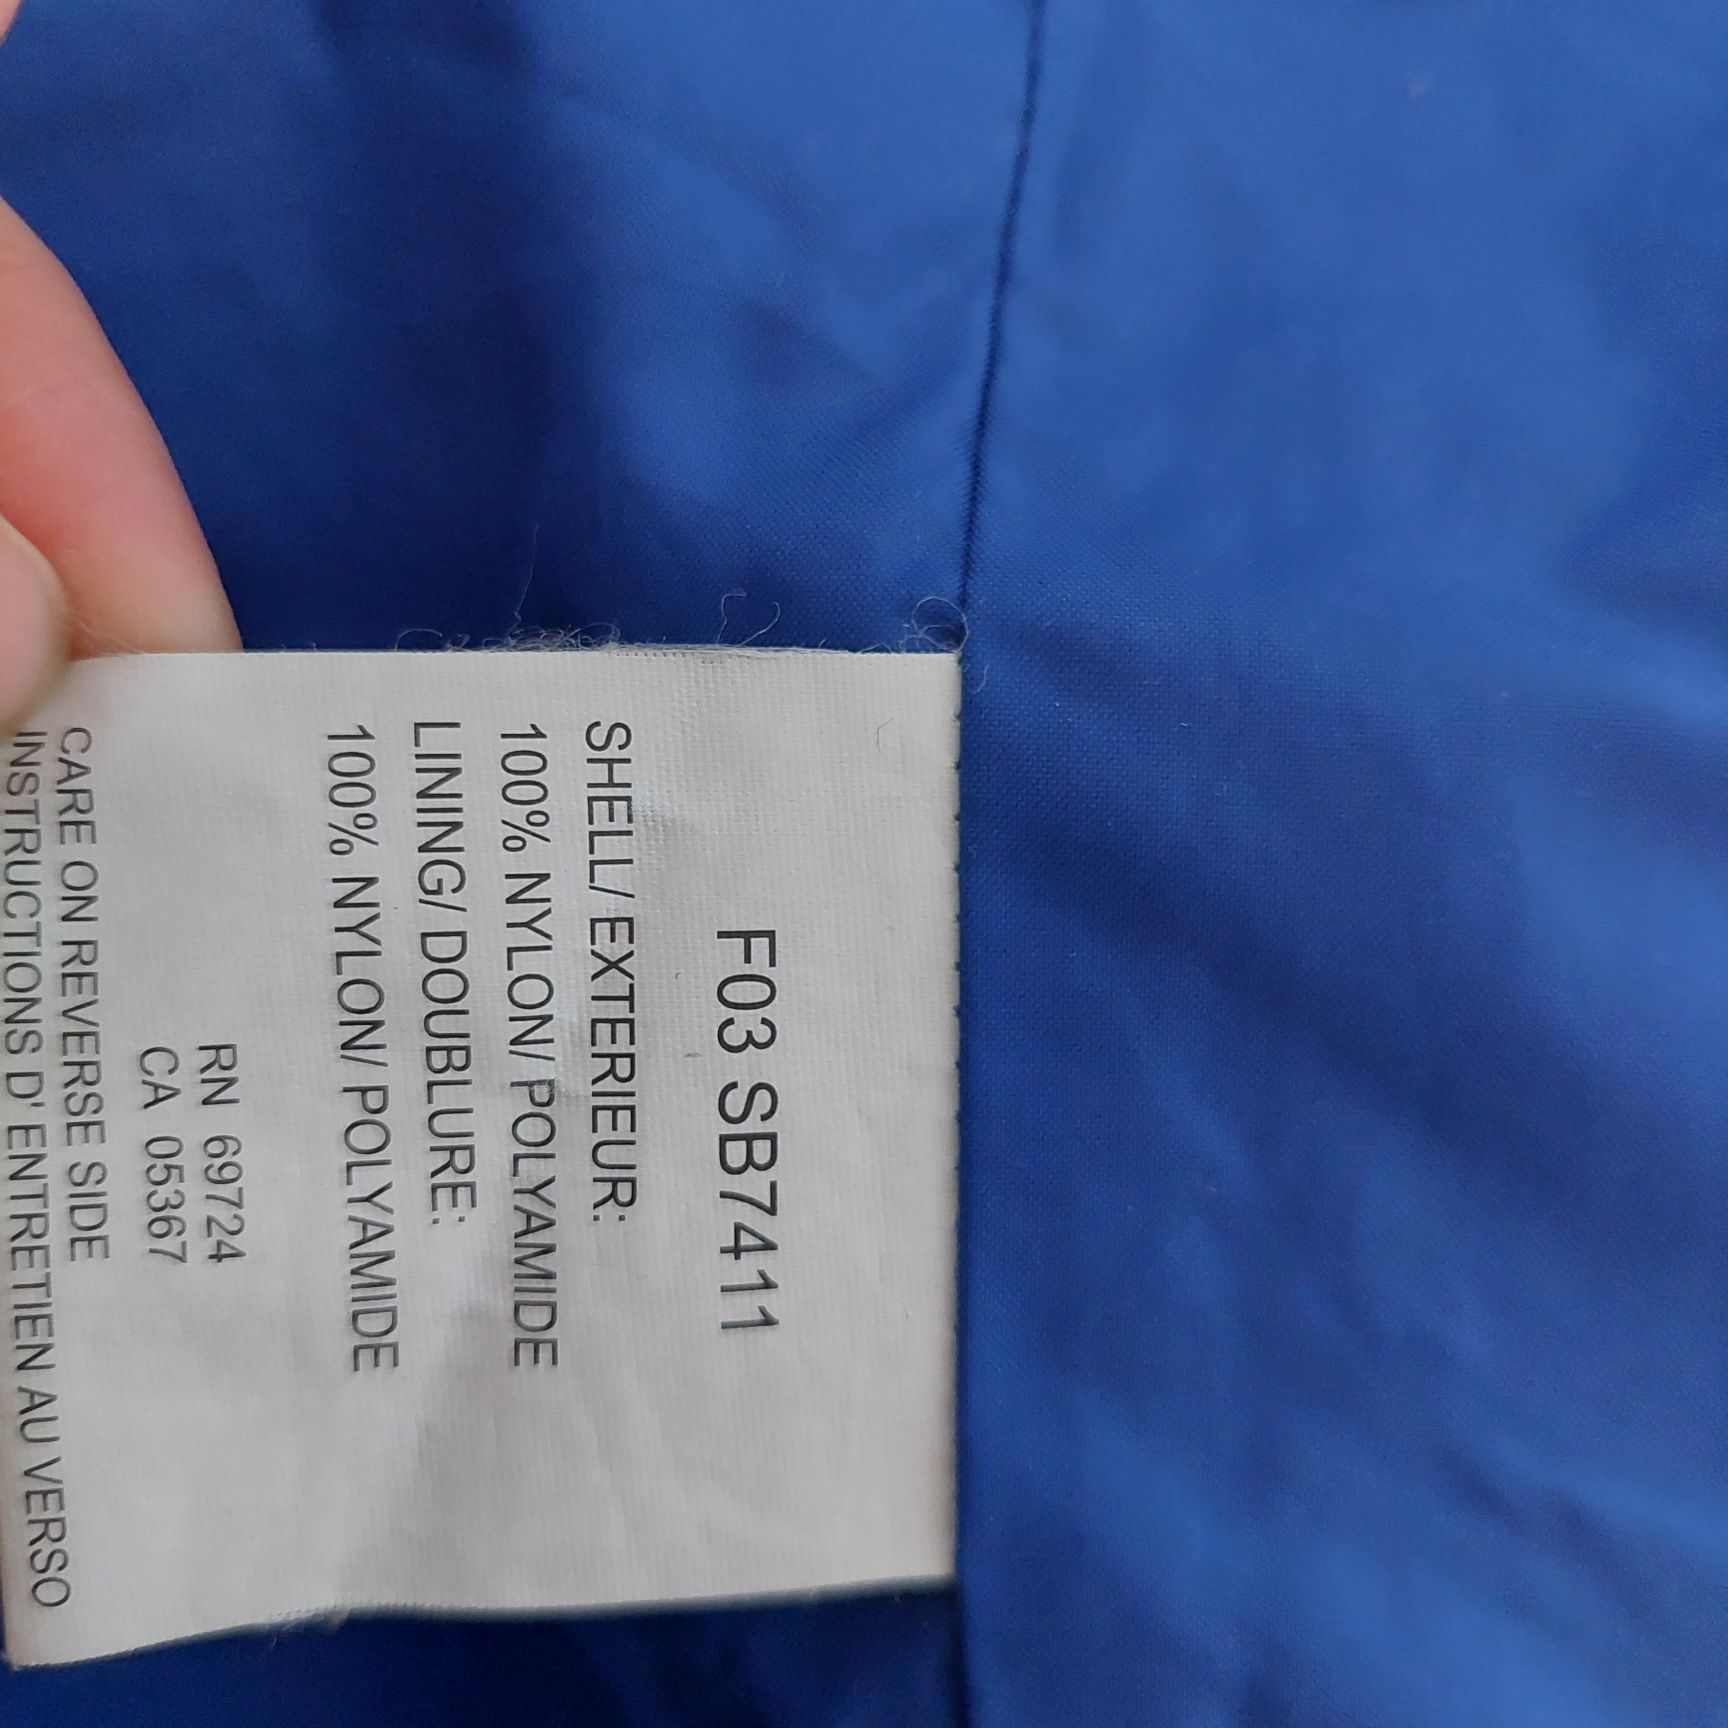 F03 SB7411
SHELL/ EXTERIEUR:
100% NYLON/ POLYAMIDE
LINING/ DOUBLURE:
100% NYLON/ POLYAMIDE
RN 69724
CA 05367
CARE ON REVERSE SIDE
INSTRUCTIONS D' ENTRETIEN AU VERSO